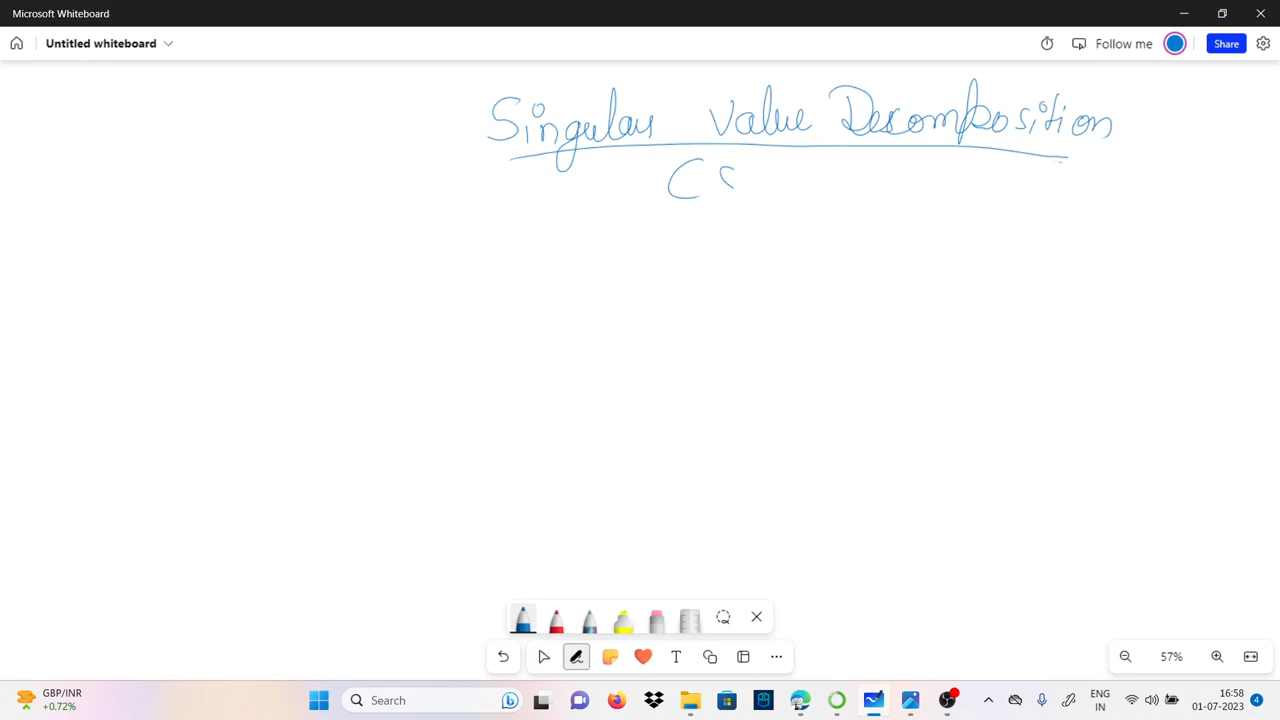 Microsoft Whiteboard
Untitled whiteboard
Follow me
Share
Singular Value Decomposition
(S
57%
GBP/INR
+0.72%
Search
ENG
IN
16:58
01-07-2023
4